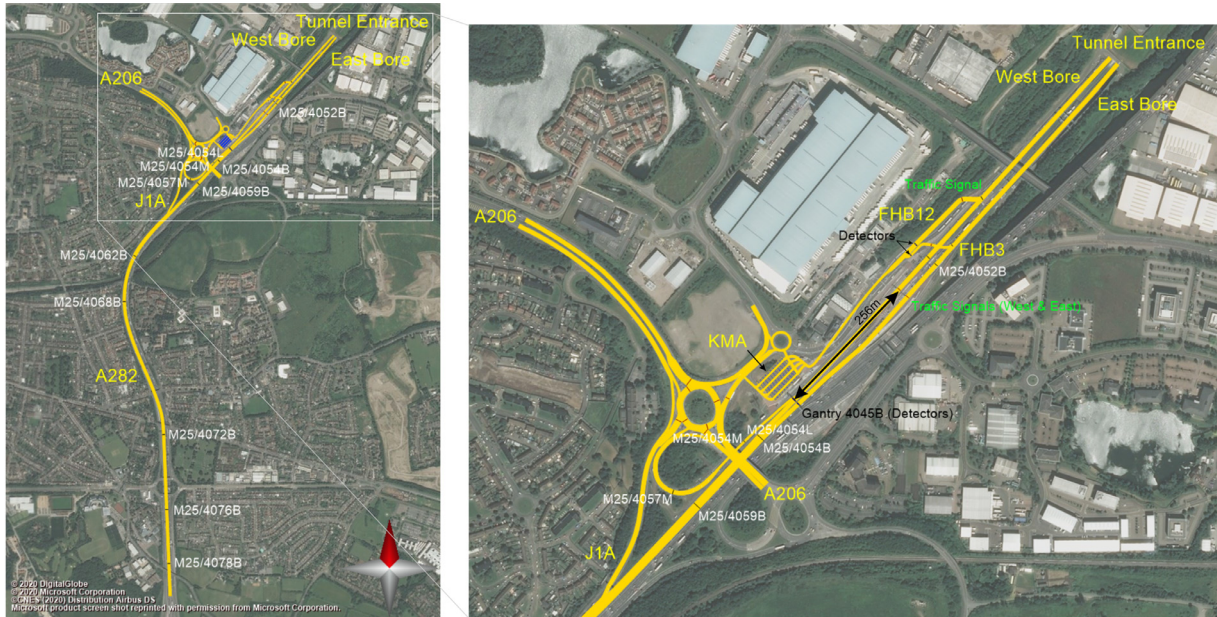 Tunnel Entrance
West Bore
East Bore
A206
M25/4052B
M25/4054L
M25/4054M
M25/4054B
M25/4057M
M25/4059B
J1A
M25/4062B
M25/4068B
A282
M25/4072B
M25/4076B
M25/4078B
© 2020 DigitalGlobe
© 2020 Microsoft Corporation
©CNES (2020) Distribution Airbus DS
Microsoft product screen shot reprinted with permission from Microsoft Corporation.
Tunnel Entrance
West Bore
East Bore
Traffic Signal
A206
FHB12
Detectors
FHB3
M25/4052B
Traffic Signals (West & East)
256m
KMA
Gantry 4045B (Detectors)
M25/4054L
M25/4054M
M25/4054B
A206
M25/4057M
M25/4059B
J1A